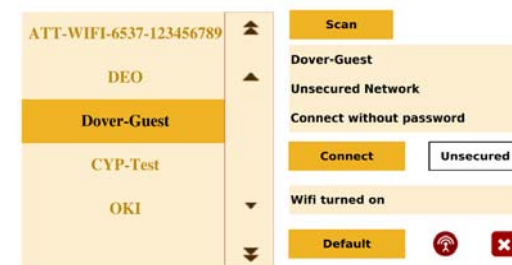 ATT-WIFI-6537-123456789
DEO
Dover-Guest
CYP-Test
OKI
Scan
Dover-Guest
Unsecured Network
Connect without password
Connect
Unsecured
Wifi turned on
Default